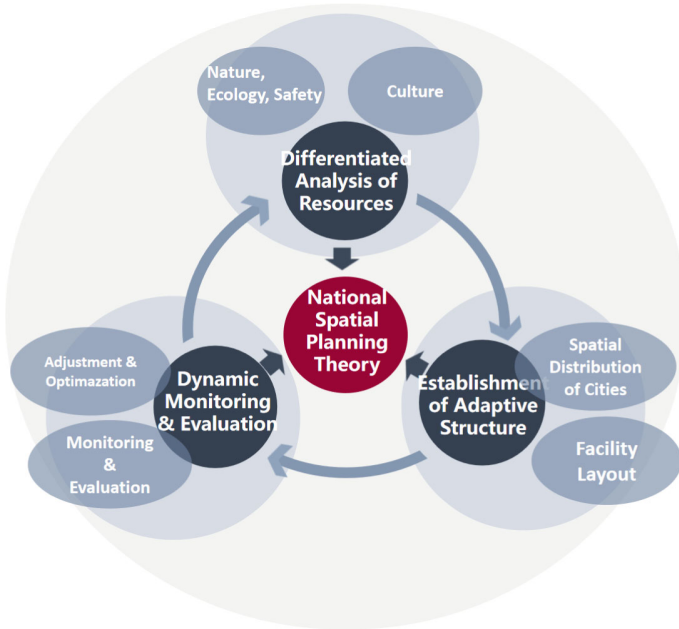 Nature,
Ecology, Safety
Culture
Differentiated
Analysis of
Resources
National
Spatial
Planning
Theory
Adjustment &
Optimazation
Dynamic
Monitoring
& Evaluation
Monitoring
&
Evaluation
Establishment
of Adaptive
Structure
Spatial
Distribution
of Cities
Facility
Layout